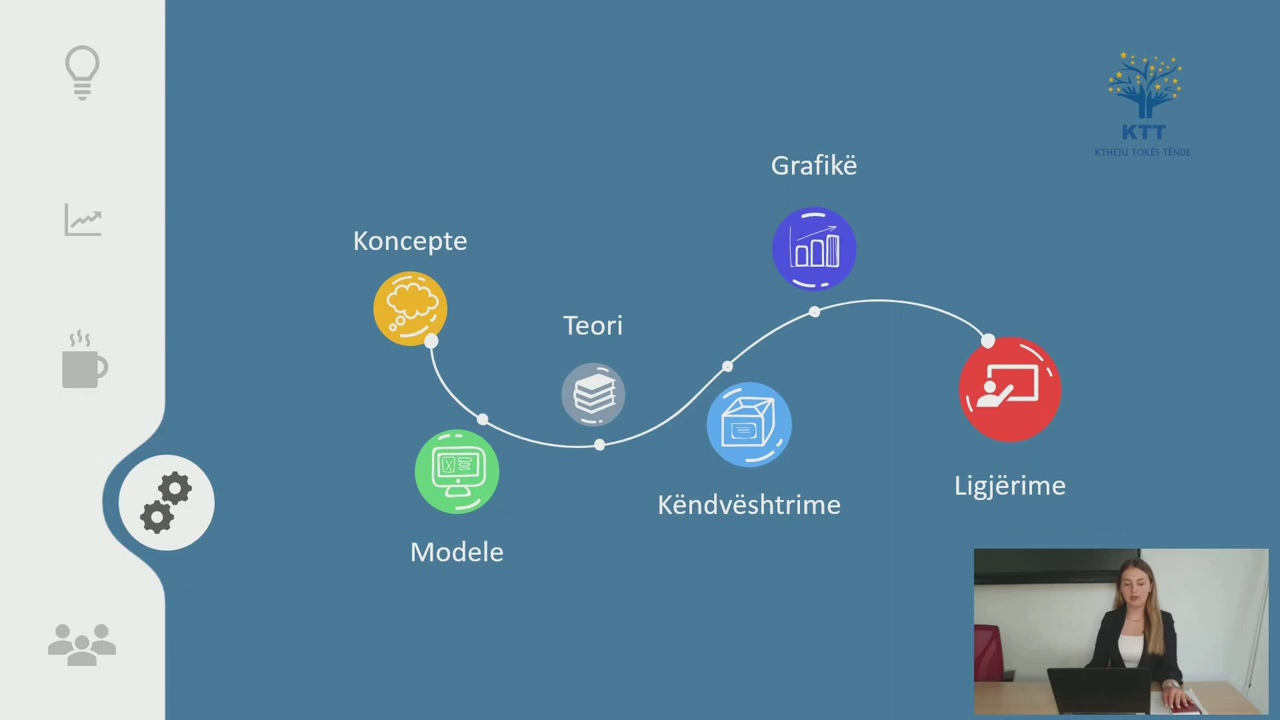 KTT
KTHEJU TOKËS TËNDE
Grafikë
Koncepte
Teori
Ligjërime
Këndvështrime
Modele